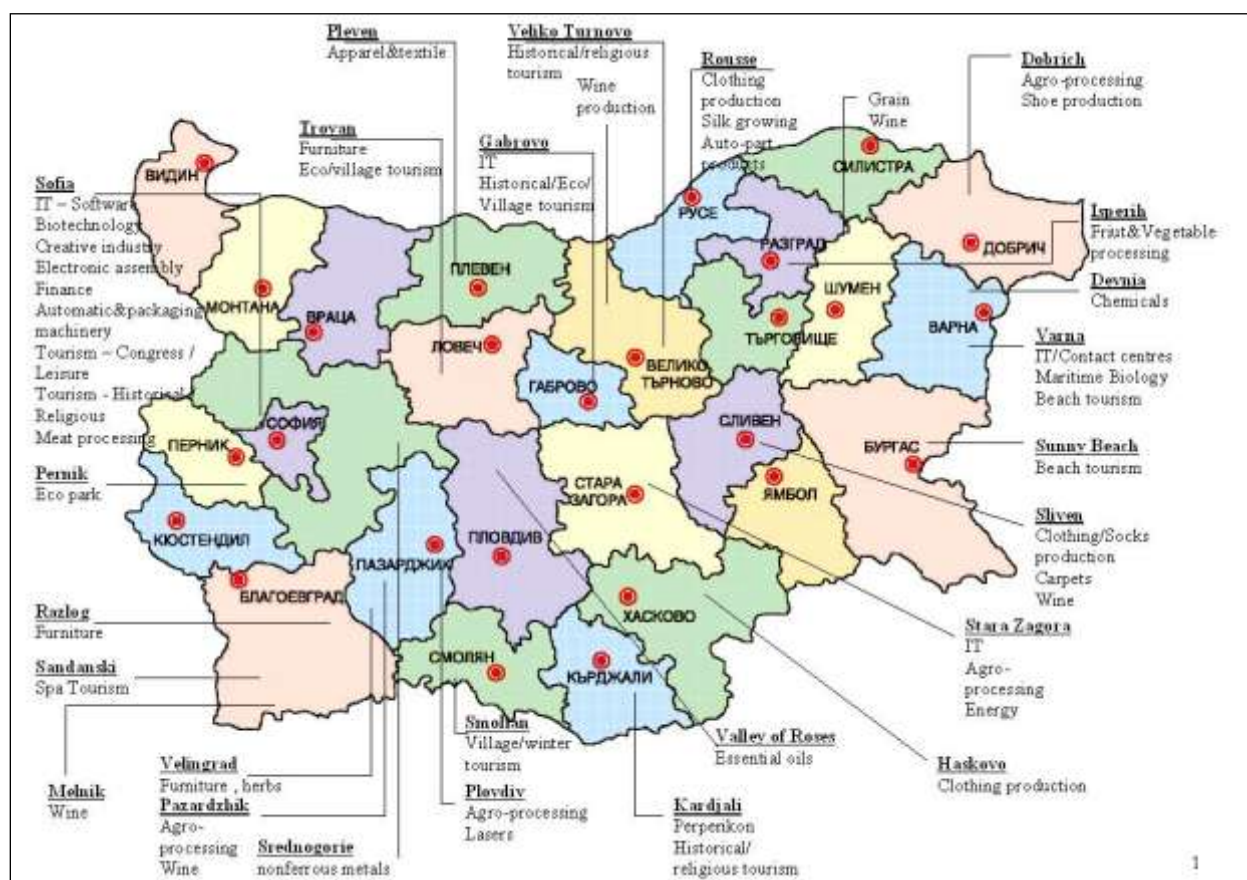 Pleven
Apparel&textile
Veliko Turnovo
Historical/religious
tourism
Wine
production
Rousse
Clothing
production
Silk growing
Auto-part
products
Grain
Wine
Dobrich
Agro-processing
Shoe production
Troyan
Furniture
Eco/village tourism
Gabrovo
IT
Historical/Eco/
Village tourism
Sofia
IT – Software
Biotechnology
Creative industry
Electronic assembly
Finance
Automatic&packaging
machinery
Tourism – Congress /
Leisure
Tourism - Historical
Religious
Meat processing
Pernik
Eco park
Isperih
Friut&Vegetable
processing
Devnia
Chemicals
Varna
IT/Contact centres
Maritime Biology
Beach tourism
Sunny Beach
Beach tourism
Sliven
Clothing/Socks
production
Carpets
Wine
Stara Zagora
IT
Agro-
processing
Energy
Haskovo
Clothing production
Valley of Roses
Essential oils
Kardjali
Perperikon
Historical/
religious tourism
Smolian
Village/winter
tourism
Plovdiv
Agro-processing
Lasers
Srednogorie
nonferrous metals
Velingrad
Furniture , herbs
Pazardzhik
Agro-
processing
Wine
Razlog
Furniture
Sandanski
Spa Tourism
Melnik
Wine
ВИДИН
МОНТАНА
ВРАЦА
ПЛЕВЕН
ЛОВЕЧ
ГАБРОВО
ВЕЛИКО
ТЪРНОВО
РУСЕ
РАЗГРАД
СИЛИСТРА
ДОБРИЧ
ШУМЕН
ТЪРГОВИЩЕ
ВАРНА
СОФИЯ
ПЕРНИК
КЮСТЕНДИЛ
БЛАГОЕВГРАД
ПАЗАРДЖИК
ПЛОВДИВ
СТАРА
ЗАГОРА
СЛИВЕН
ЯМБОЛ
БУРГАС
ХАСКОВО
СМОЛЯН
КЪРДЖАЛИ
1